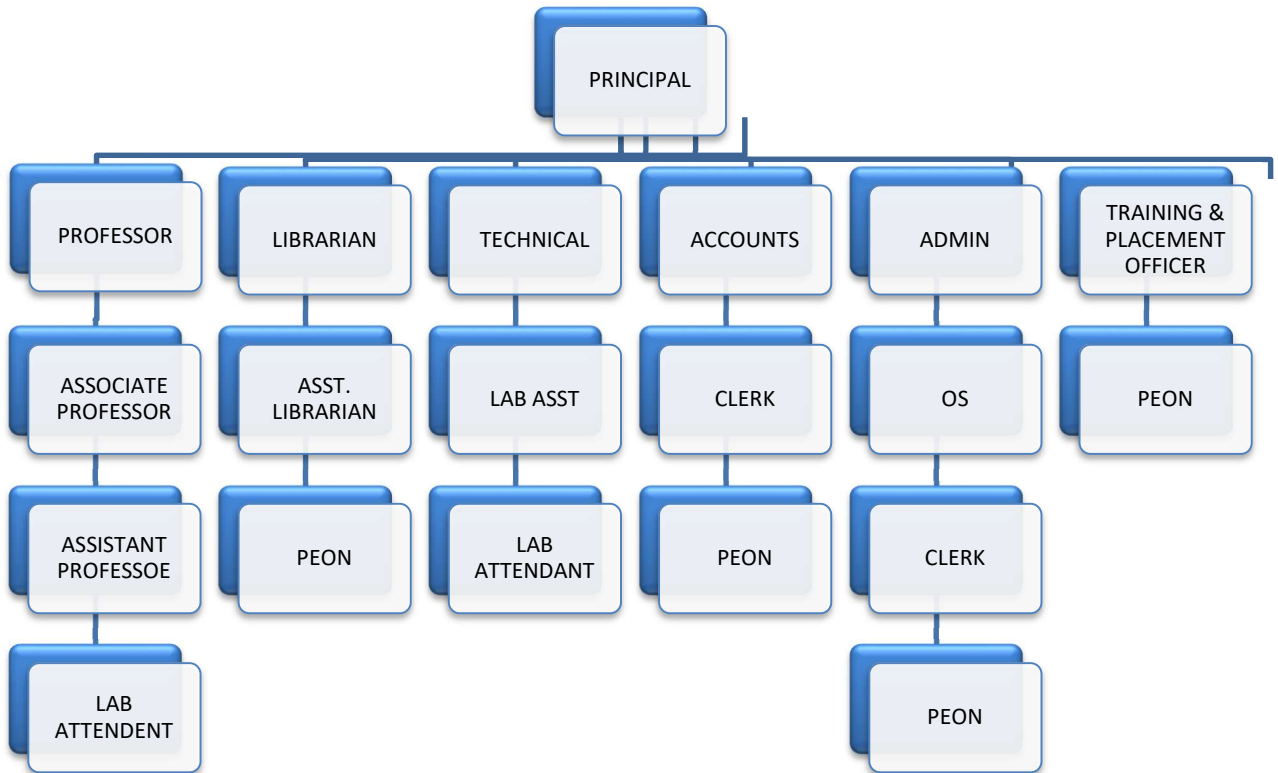 PRINCIPAL
PROFESSOR
LIBRARIAN
TECHNICAL
ACCOUNTS
ADMIN
TRAINING &
PLACEMENT
OFFICER
ASSOCIATE
PROFESSOR
ASST.
LIBRARIAN
LAB ASST
CLERK
OS
PEON
ASSISTANT
PROFESSOE
PEON
LAB
ATTENDANT
PEON
CLERK
LAB
ATTENDENT
PEON